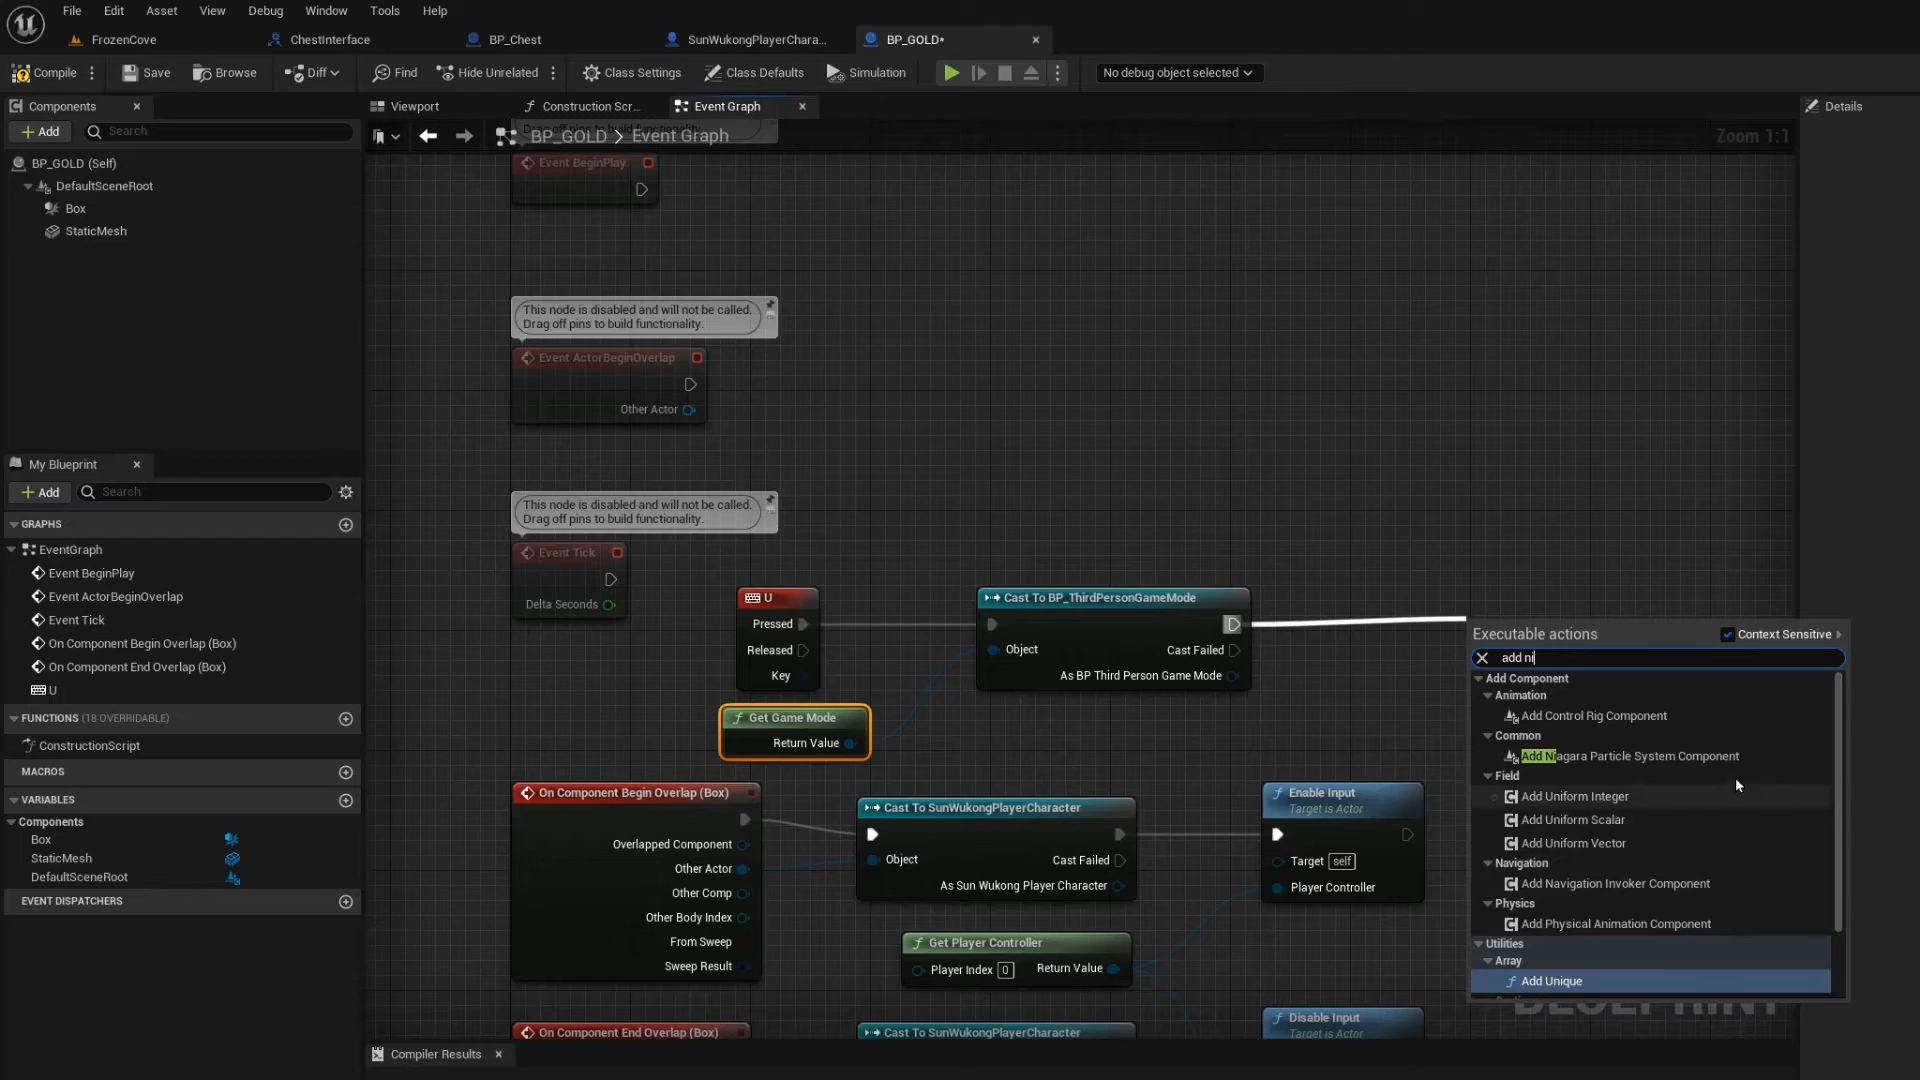 File Edit Asset View Debug Window Tools Help
FrozenCove ChestInterface BP_Chest SunWukongPlayerChara... BP_GOLD*
Compile Save Browse Diff Find Hide Unrelated Class Settings Class Defaults Simulation No debug object selected
Components Viewport Construction Scr... Event Graph Details
Add Search
BP_GOLD > Event Graph Zoom 1:1
BP_GOLD (Self)
DefaultSceneRoot
Box
StaticMesh
Event BeginPlay
This node is disabled and will not be called.
Drag off pins to build functionality.
Event ActorBeginOverlap
Other Actor
This node is disabled and will not be called.
Drag off pins to build functionality.
Event Tick
Delta Seconds
My Blueprint
Add Search
GRAPHS
EventGraph
Event BeginPlay
Event ActorBeginOverlap
Event Tick
On Component Begin Overlap (Box)
On Component End Overlap (Box)
U
FUNCTIONS (18 OVERRIDABLE)
ConstructionScript
MACROS
VARIABLES
Components
Box
StaticMesh
DefaultSceneRoot
EVENT DISPATCHERS
U
Pressed
Released
Key
Get Game Mode
Return Value
Cast To BP_ThirdPersonGameMode
Object
Cast Failed
As BP Third Person Game Mode
On Component Begin Overlap (Box)
Overlapped Component
Other Actor
Other Comp
Other Body Index
From Sweep
Sweep Result
Cast To SunWukongPlayerCharacter
Object
Cast Failed
As Sun Wukong Player Character
Get Player Controller
Player Index 0 Return Value
Enable Input
Target is Actor
Target self
Player Controller
On Component End Overlap (Box)
Cast To SunWukongPlayerCharacter
Disable Input
Target is Actor
Executable actions Context Sensitive
add ni
Add Component
Animation
Add Control Rig Component
Common
Add Niagara Particle System Component
Field
Add Uniform Integer
Add Uniform Scalar
Add Uniform Vector
Navigation
Add Navigation Invoker Component
Physics
Add Physical Animation Component
Utilities
Array
Add Unique
BLUEPRINT
Compiler Results